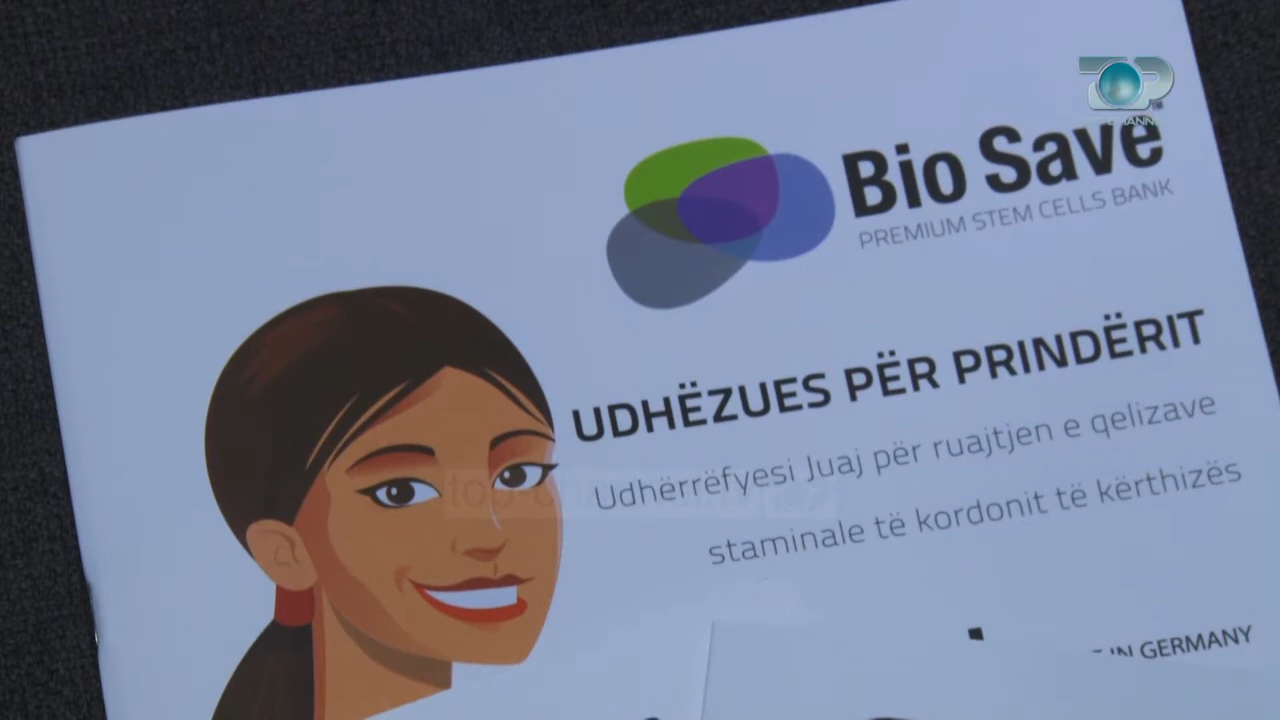 Bio Save
PREMIUM STEM CELLS BANK
UDHËZUES PËR PRINDËRIT
Udhërrëfyesi Juaj për ruajtjen e qelizave
staminale të kordonit të kërthizës
IN GERMANY
TOP